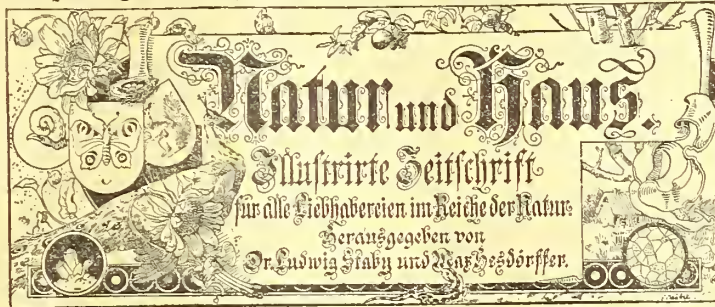 Natur und Haus.
Illustrirte Zeitschrift
für alle Liebhabereien im Reiche der Natur.
Herausgegeben von
Dr. Ludwig Staby und Max Hesdörffer.